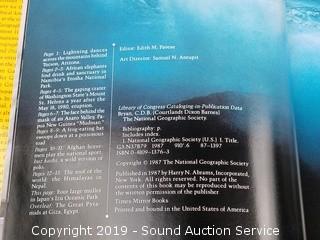 Page 1: Lightning dances
across the mountains behind
Tucson, Arizona.
Pages 2–3: African elephants
find drink and sanctuary in
Namibia's Etosha National
Park.
Pages 4–5: The gaping crater
of Washington State's Mount
St. Helens a year after the
May 18, 1980, eruption.
Pages 6–7: The face behind the
mask of an Asaro Valley, Pa-
pua New Guinea "Mudman."
Pages 8–9: A frog-eating bat
swoops down at a poisonous
toad.
Pages 10–11: Afghan horse-
men play the national sport,
buz kashi, a wild version of
polo.
Pages 12–13: The roof of the
world: the Himalayas in
Nepal.
This page: Four large mules
in Japan's Izu Oceanic Park
Overleaf: The Great Pyra-
mids at Giza, Egypt
Editor: Edith M. Pavese
Art Director: Samuel N. Antupit
Library of Congress Cataloging-in-Publication Data
Bryan, C.D.B. (Courtlandt Dixon Barnes)
The National Geographic Society.
Bibliography: p.
Includes index.
1. National Geographic Society (U.S.) I. Title.
G3.N37B79 1987 910'.6 87–1397
ISBN 0–8109–1376–3
Copyright © 1987 The National Geographic Society
Published in 1987 by Harry N. Abrams, Incorporated,
New York. All rights reserved. No part of the contents
of this book may be reproduced without
the written permission of the publisher
Times Mirror Books
Printed and bound in the United States of America
Copyright 2019 - Sound Auction Service